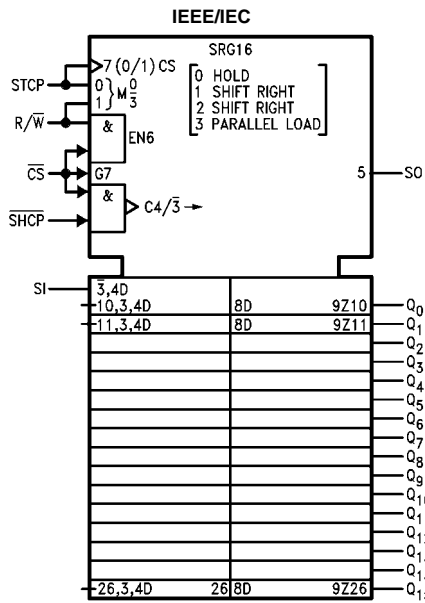 IEEE/IEC
SRG16
7(0/1)CS
STCP
0
1
M 0/3
0 HOLD
1 SHIFT RIGHT
2 SHIFT RIGHT
3 PARALLEL LOAD
R/W̅
&
EN6
C̅S̅
G7
5
SO
&
C4/3̅
S̅H̅C̅P̅
SI
3̅,4D
10,3,4D 8D 9Z10 Q0
11,3,4D 8D 9Z11 Q1
Q2
Q3
Q4
Q5
Q6
Q7
Q8
Q9
26,3,4D 26 8D 9Z26